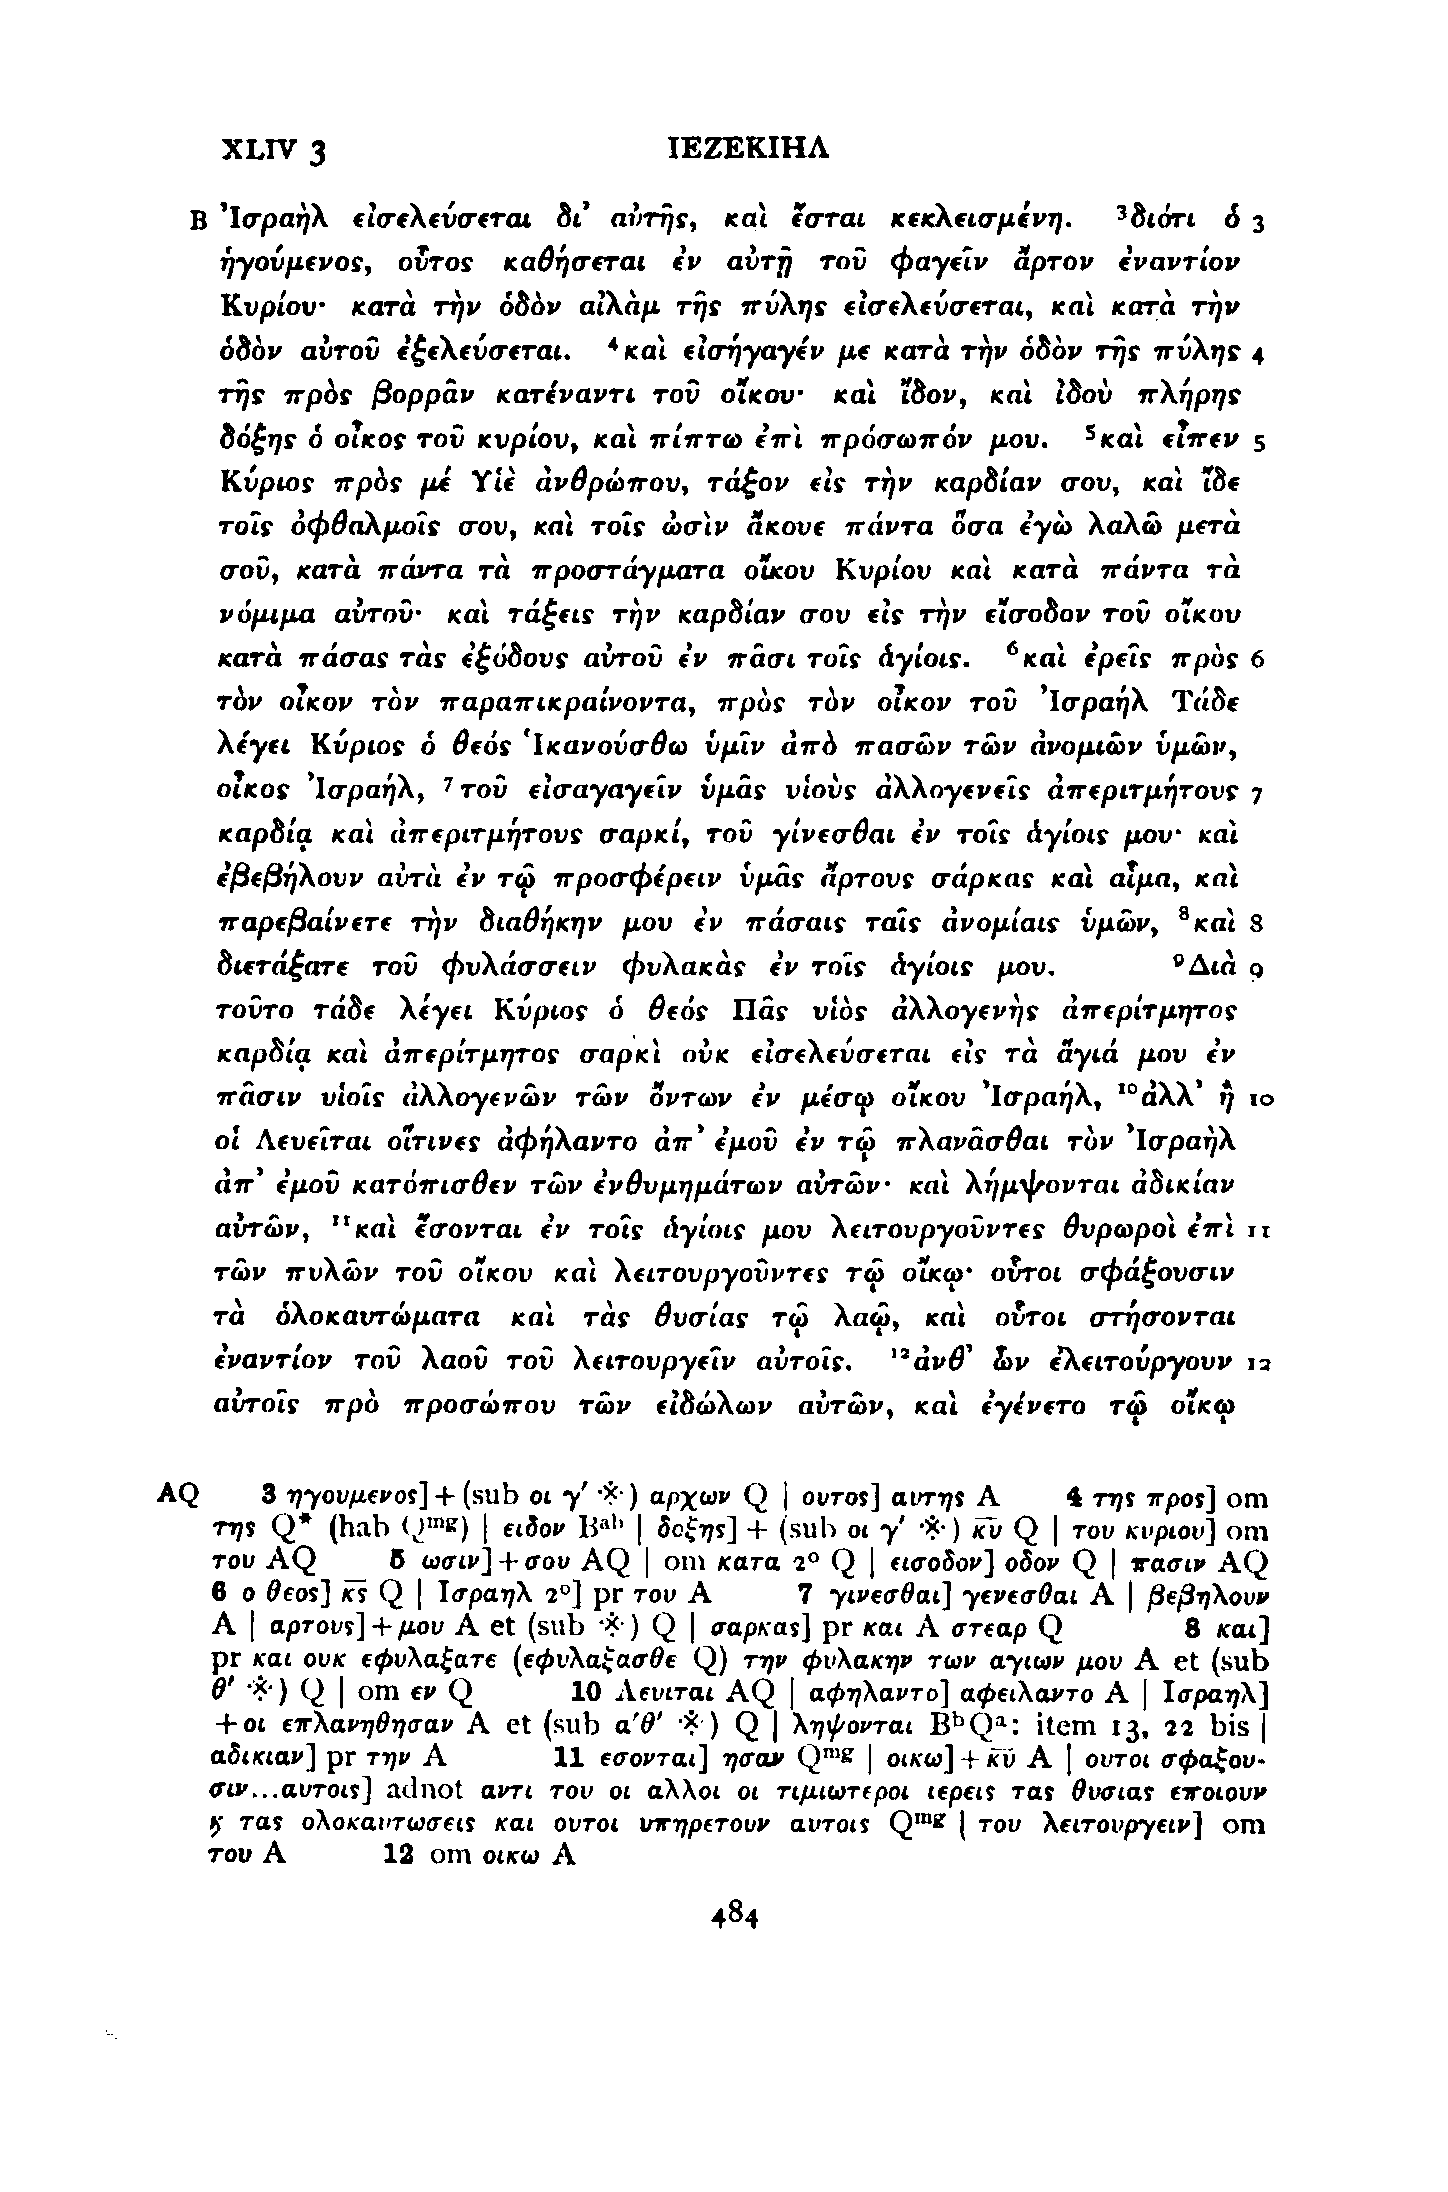 XLIV 3 ΙΕΖΕΚΙΗΛ
B Ἰσραὴλ εἰσελεύσεται δι’ αὐτῆς, καὶ ἔσται κεκλεισμένη. ³διότι ὁ 3
ἡγούμενος, οὗτος καθήσεται ἐν αὐτῇ τοῦ φαγεῖν ἄρτον ἐναντίον
Κυρίου· κατὰ τὴν ὁδὸν αἰλὰμ τῆς πύλης εἰσελεύσεται, καὶ κατὰ τὴν
ὁδὸν αὐτοῦ ἐξελεύσεται. ⁴καὶ εἰσήγαγέν με κατὰ τὴν ὁδὸν τῆς πύλης 4
τῆς πρὸς βορρᾶν κατέναντι τοῦ οἴκου· καὶ ἴδον, καὶ ἰδοὺ πλήρης
δόξης ὁ οἶκος τοῦ κυρίου, καὶ πίπτω ἐπὶ πρόσωπόν μου. ⁵καὶ εἶπεν 5
Κύριος πρὸς μέ Υἱὲ ἀνθρώπου, τάξον εἰς τὴν καρδίαν σου, καὶ ἴδε
τοῖς ὀφθαλμοῖς σου, καὶ τοῖς ὠσὶν ἄκουε πάντα ὅσα ἐγὼ λαλῶ μετὰ
σοῦ, κατὰ πάντα τὰ προστάγματα οἴκου Κυρίου καὶ κατὰ πάντα τὰ
νόμιμα αὐτοῦ· καὶ τάξεις τὴν καρδίαν σου εἰς τὴν εἴσοδον τοῦ οἴκου
κατὰ πάσας τὰς ἐξόδους αὐτοῦ ἐν πᾶσι τοῖς ἁγίοις. ⁶καὶ ἐρεῖς πρὸς 6
τὸν οἶκον τὸν παραπικραίνοντα, πρὸς τὸν οἶκον τοῦ Ἰσραήλ Τάδε
λέγει Κύριος ὁ θεός Ἱκανούσθω ὑμῖν ἀπὸ πασῶν τῶν ἀνομιῶν ὑμῶν,
οἶκος Ἰσραήλ, ⁷τοῦ εἰσαγαγεῖν ὑμᾶς υἱοὺς ἀλλογενεῖς ἀπεριτμήτους 7
καρδίᾳ καὶ ἀπεριτμήτους σαρκί, τοῦ γίνεσθαι ἐν τοῖς ἁγίοις μου· καὶ
ἐβεβήλουν αὐτὰ ἐν τῷ προσφέρειν ὑμᾶς ἄρτους σάρκας καὶ αἷμα, καὶ
παρεβαίνετε τὴν διαθήκην μου ἐν πάσαις ταῖς ἀνομίαις ὑμῶν, ⁸καὶ 8
διετάξατε τοῦ φυλάσσειν φυλακὰς ἐν τοῖς ἁγίοις μου. ⁹Διὰ 9
τοῦτο τάδε λέγει Κύριος ὁ θεός Πᾶς υἱὸς ἀλλογενὴς ἀπερίτμητος
καρδίᾳ καὶ ἀπερίτμητος σαρκὶ οὐκ εἰσελεύσεται εἰς τὰ ἅγιά μου ἐν
πᾶσιν υἱοῖς ἀλλογενῶν τῶν ὄντων ἐν μέσῳ οἴκου Ἰσραήλ, ¹⁰ἀλλ’ ἢ 10
οἱ Λευεῖται οἵτινες ἀφήλαντο ἀπ’ ἐμοῦ ἐν τῷ πλανᾶσθαι τὸν Ἰσραὴλ
ἀπ’ ἐμοῦ κατόπισθεν τῶν ἐνθυμημάτων αὐτῶν· καὶ λήμψονται ἀδικίαν
αὐτῶν, ¹¹καὶ ἔσονται ἐν τοῖς ἁγίοις μου λειτουργοῦντες θυρωροὶ ἐπὶ 11
τῶν πυλῶν τοῦ οἴκου καὶ λειτουργοῦντες τῷ οἴκῳ· οὗτοι σφάξουσιν
τὰ ὁλοκαυτώματα καὶ τὰς θυσίας τῷ λαῷ, καὶ οὗτοι στήσονται
ἐναντίον τοῦ λαοῦ τοῦ λειτουργεῖν αὐτοῖς. ¹²ἀνθ’ ὧν ἐλειτούργουν 12
αὐτοῖς πρὸ προσώπου τῶν εἰδώλων αὐτῶν, καὶ ἐγένετο τῷ οἴκῳ
AQ 3 ηγουμενος]+(sub οι γ′ ※) αρχων Q | ουτος] αυτης A 4 της προς] om
της Q* (hab Qᵐᵍ) | ειδον Bᵃᵇ | δοξης] + (sub οι γ′ ※) κ̅υ̅ Q | του κυριου] om
του AQ 5 ωσιν]+σου AQ | om κατα 2° Q | εισοδον] οδον Q | πασιν AQ
6 ο θεος] κ̅ς̅ Q | Ισραηλ 2°] pr του A 7 γινεσθαι] γενεσθαι A | βεβηλουν
A | αρτους]+μου A et (sub ※) Q | σαρκας] pr και A στεαρ Q 8 και]
pr και ουκ εφυλαξατε (εφυλαξασθε Q) την φυλακην των αγιων μου A et (sub
θ′ ※) Q | om εν Q 10 Λευιται AQ | αφηλαντο] αφειλαντο A | Ισραηλ]
+οι επλανηθησαν A et (sub α′θ′ ※) Q | ληψονται BᵇQᵃ: item 13, 22 bis |
αδικιαν] pr την A 11 εσονται] ησαν Qᵐᵍ | οικω]+κ̅υ̅ A | ουτοι σφαξου-
σιν...αυτοις] adnot αντι του οι αλλοι οι τιμιωτεροι ιερεις τας θυσιας εποιουν
ϗ τας ολοκαυτωσεις και ουτοι υπηρετουν αυτοις Qᵐᵍ | του λειτουργειν] om
του A 12 om οικω A
484